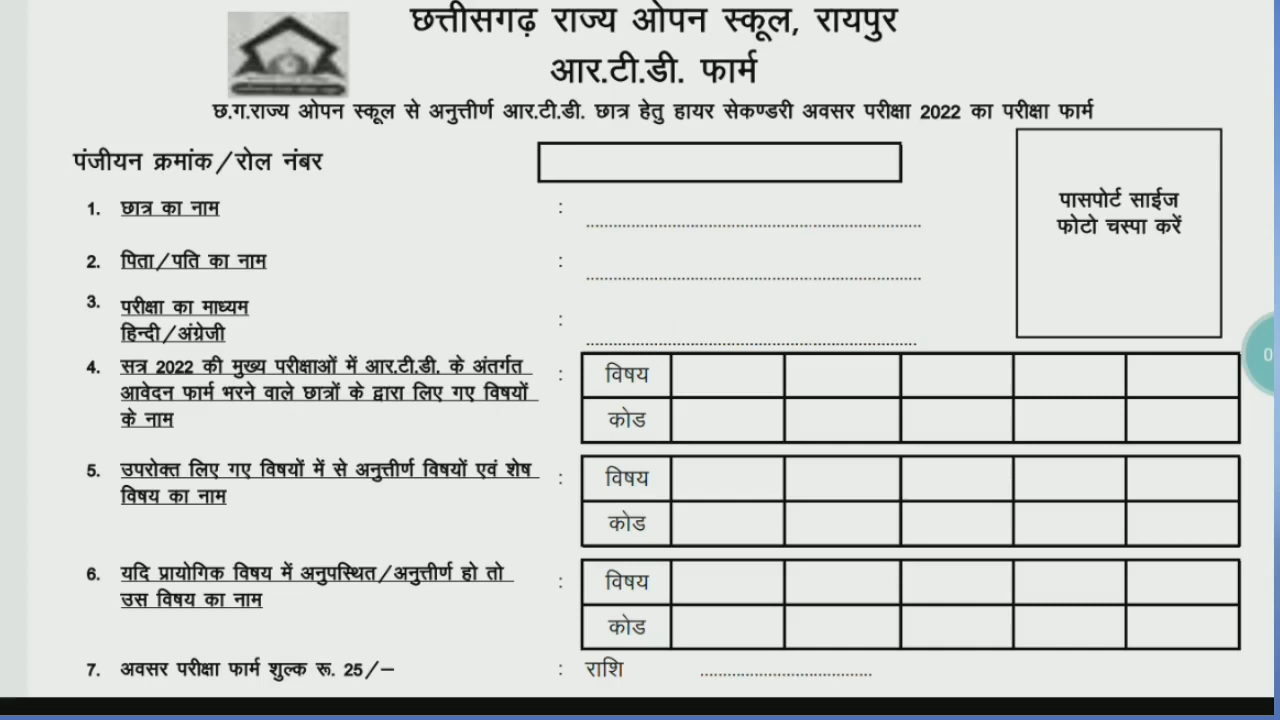 छत्तीसगढ़ राज्य ओपन स्कूल, रायपुर
आर.टी.डी. फार्म
छ.ग.राज्य ओपन स्कूल से अनुत्तीर्ण आर.टी.डी. छात्र हेतु हायर सेकण्डरी अवसर परीक्षा 2022 का परीक्षा फार्म
पंजीयन क्रमांक/रोल नंबर
पासपोर्ट साईज
फोटो चस्पा करें
1. छात्र का नाम : ........................................
2. पिता/पति का नाम : ........................................
3. परीक्षा का माध्यम
हिन्दी/अंग्रेजी : ........................................
4. सत्र 2022 की मुख्य परीक्षाओं में आर.टी.डी. के अंतर्गत :
आवेदन फार्म भरने वाले छात्रों के द्वारा लिए गए विषयों
के नाम
विषय
कोड
5. उपरोक्त लिए गए विषयों में से अनुत्तीर्ण विषयों एवं शेष :
विषय का नाम
विषय
कोड
6. यदि प्रायोगिक विषय में अनुपस्थित/अनुत्तीर्ण हो तो :
उस विषय का नाम
विषय
कोड
7. अवसर परीक्षा फार्म शुल्क रू. 25/– : राशि ........................................
0